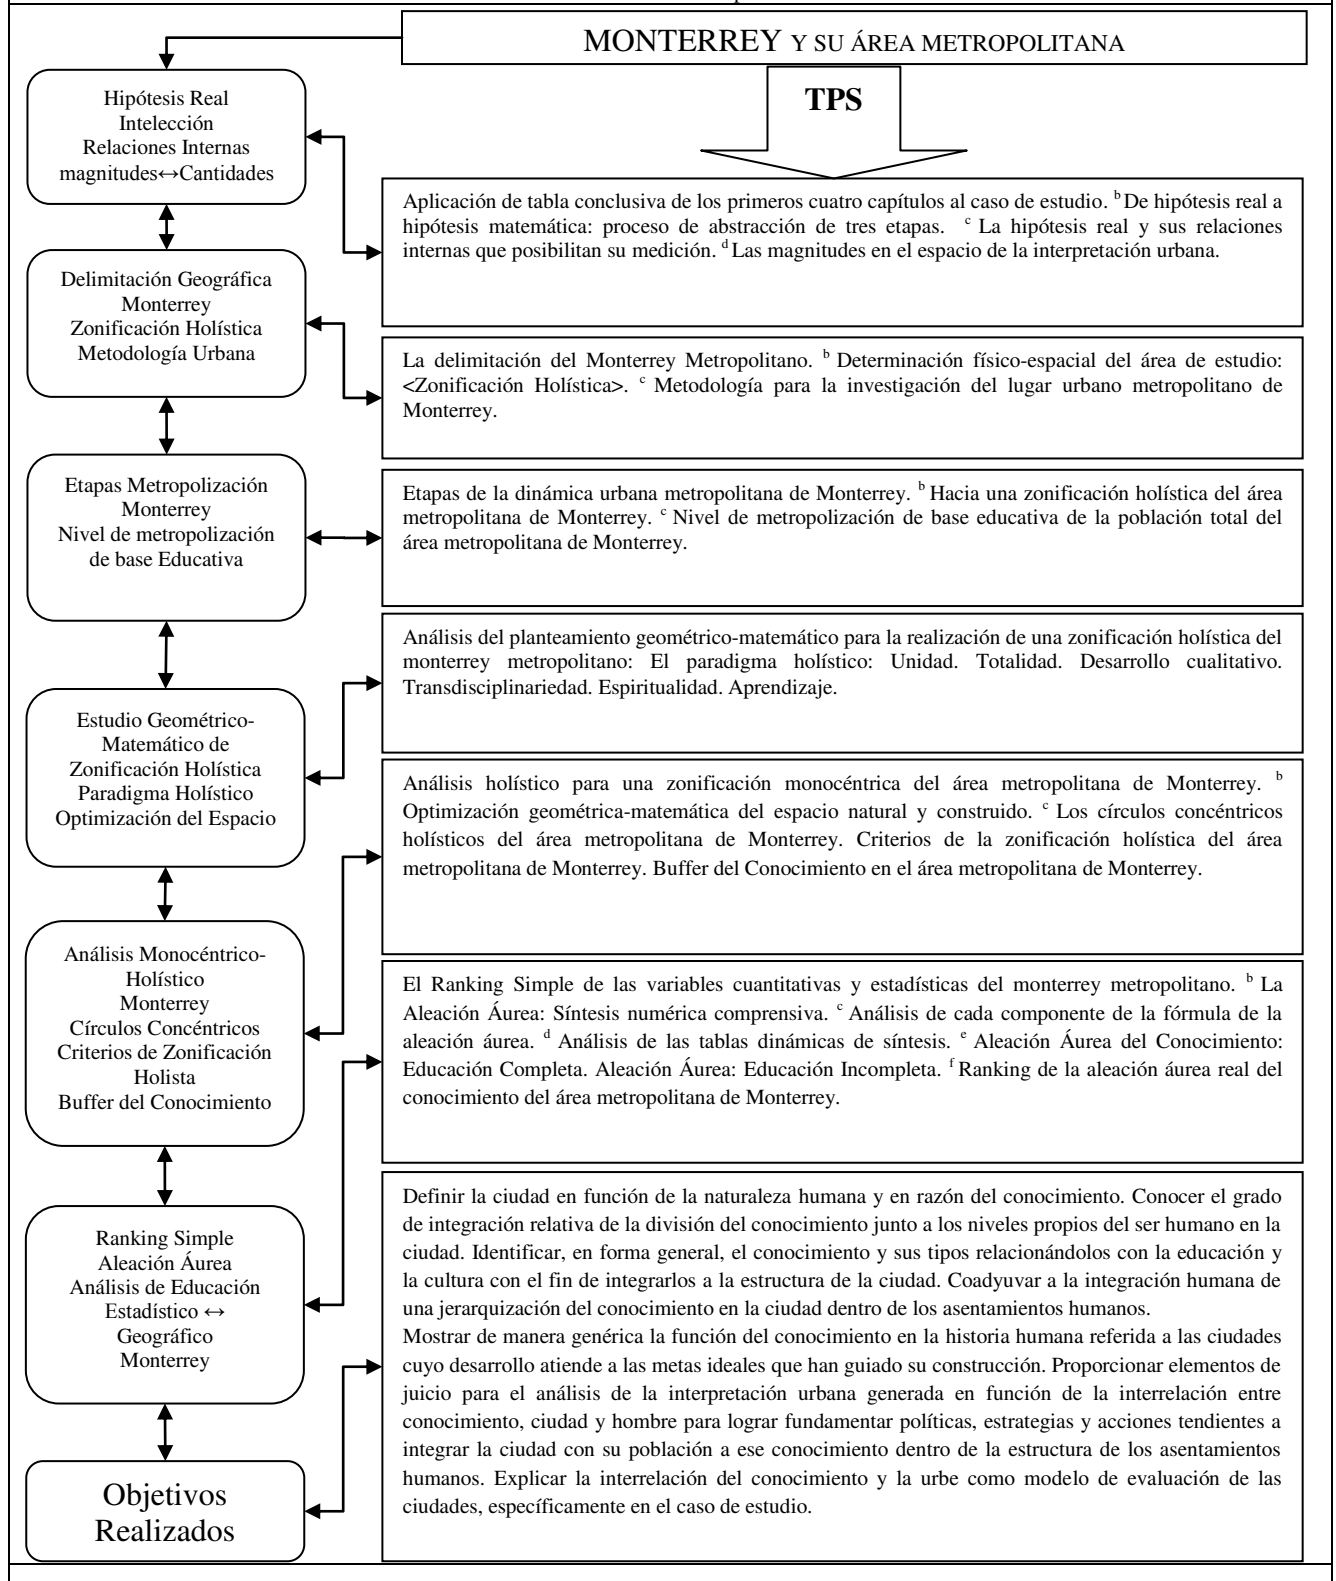 MONTERREY Y SU ÁREA METROPOLITANA
TPS
Hipótesis Real
Intelección
Relaciones Internas
magnitudes↔Cantidades
Aplicación de tabla conclusiva de los primeros cuatro capítulos al caso de estudio. b De hipótesis real a
hipótesis matemática: proceso de abstracción de tres etapas. c La hipótesis real y sus relaciones
internas que posibilitan su medición. d Las magnitudes en el espacio de la interpretación urbana.
Delimitación Geográfica
Monterrey
Zonificación Holística
Metodología Urbana
La delimitación del Monterrey Metropolitano. b Determinación físico-espacial del área de estudio:
<Zonificación Holística>. c Metodología para la investigación del lugar urbano metropolitano de
Monterrey.
Etapas Metropolización
Monterrey
Nivel de metropolización
de base Educativa
Etapas de la dinámica urbana metropolitana de Monterrey. b Hacia una zonificación holística del área
metropolitana de Monterrey. c Nivel de metropolización de base educativa de la población total del
área metropolitana de Monterrey.
Estudio Geométrico-
Matemático de
Zonificación Holística
Paradigma Holístico
Optimización del Espacio
Análisis del planteamiento geométrico-matemático para la realización de una zonificación holística del
monterrey metropolitano: El paradigma holístico: Unidad. Totalidad. Desarrollo cualitativo.
Transdisciplinariedad. Espiritualidad. Aprendizaje.
Análisis Monocéntrico-
Holístico
Monterrey
Círculos Concéntricos
Criterios de Zonificación
Holista
Buffer del Conocimiento
Análisis holístico para una zonificación monocéntrica del área metropolitana de Monterrey. b
Optimización geométrica-matemática del espacio natural y construido. c Los círculos concéntricos
holísticos del área metropolitana de Monterrey. Criterios de la zonificación holística del área
metropolitana de Monterrey. Buffer del Conocimiento en el área metropolitana de Monterrey.
Ranking Simple
Aleación Áurea
Análisis de Educación
Estadístico ↔
Geográfico
Monterrey
El Ranking Simple de las variables cuantitativas y estadísticas del monterrey metropolitano. b La
Aleación Áurea: Síntesis numérica comprensiva. c Análisis de cada componente de la fórmula de la
aleación áurea. d Análisis de las tablas dinámicas de síntesis. e Aleación Áurea del Conocimiento:
Educación Completa. Aleación Áurea: Educación Incompleta. f Ranking de la aleación áurea real del
conocimiento del área metropolitana de Monterrey.
Objetivos
Realizados
Definir la ciudad en función de la naturaleza humana y en razón del conocimiento. Conocer el grado
de integración relativa de la división del conocimiento junto a los niveles propios del ser humano en la
ciudad. Identificar, en forma general, el conocimiento y sus tipos relacionándolos con la educación y
la cultura con el fin de integrarlos a la estructura de la ciudad. Coadyuvar a la integración humana de
una jerarquización del conocimiento en la ciudad dentro de los asentamientos humanos.
Mostrar de manera genérica la función del conocimiento en la historia humana referida a las ciudades
cuyo desarrollo atiende a las metas ideales que han guiado su construcción. Proporcionar elementos de
juicio para el análisis de la interpretación urbana generada en función de la interrelación entre
conocimiento, ciudad y hombre para lograr fundamentar políticas, estrategias y acciones tendientes a
integrar la ciudad con su población a ese conocimiento dentro de la estructura de los asentamientos
humanos. Explicar la interrelación del conocimiento y la urbe como modelo de evaluación de las
ciudades, específicamente en el caso de estudio.